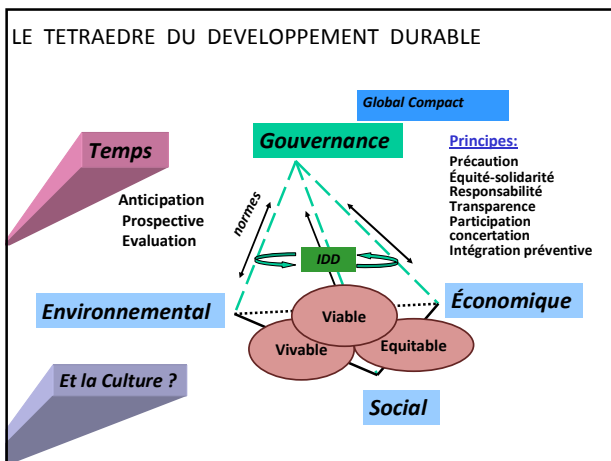 LE TETRAEDRE DU DEVELOPPEMENT DURABLE
Global Compact
Gouvernance
Temps
Principes:
Précaution
Équité-solidarité
Responsabilité
Transparence
Participation
concertation
Intégration préventive
Anticipation
Prospective
Evaluation
normes
IDD
Environnemental
Économique
Viable
Vivable
Equitable
Et la Culture ?
Social